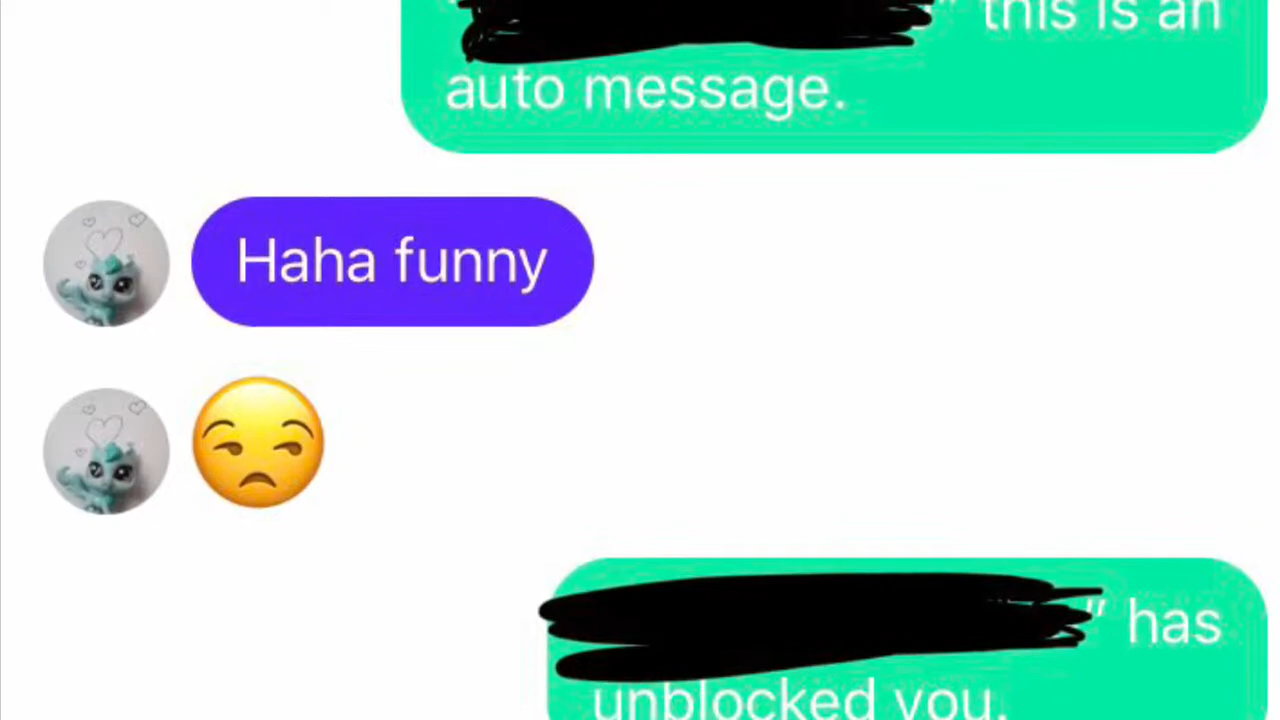 " this is an
auto message.
Haha funny
" has
unblocked you.